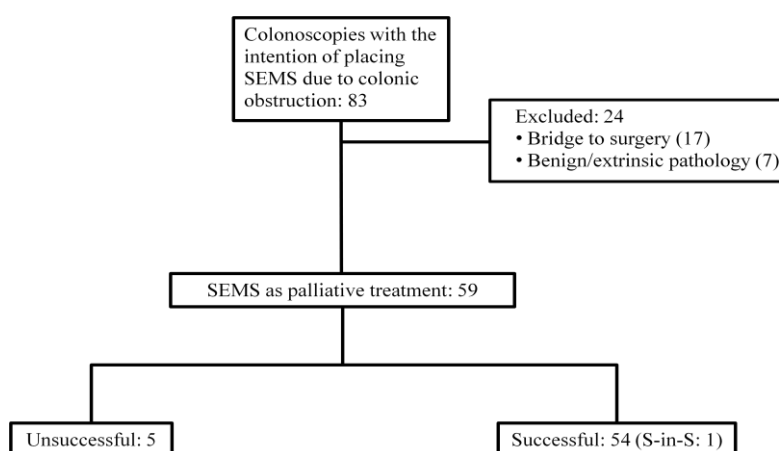 Colonoscopies with the
intention of placing
SEMS due to colonic
obstruction: 83
Excluded: 24
• Bridge to surgery (17)
• Benign/extrinsic pathology (7)
SEMS as palliative treatment: 59
Unsuccessful: 5
Successful: 54 (S-in-S: 1)